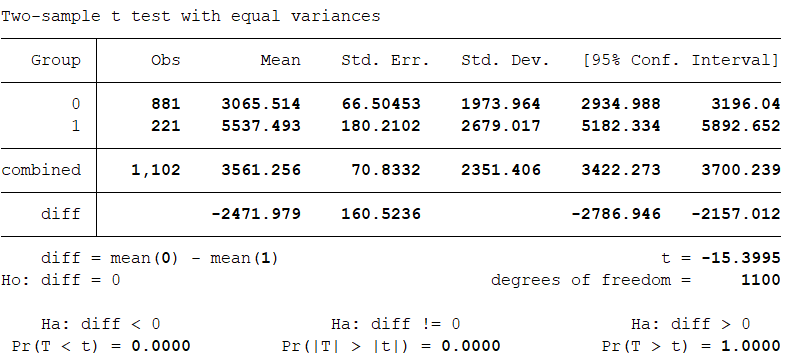 Two-sample t test with equal variances
Group Obs Mean Std. Err. Std. Dev. [95% Conf. Interval]
0 881 3065.514 66.50453 1973.964 2934.988 3196.04
1 221 5537.493 180.2102 2679.017 5182.334 5892.652
combined 1,102 3561.256 70.8332 2351.406 3422.273 3700.239
diff -2471.979 160.5236 -2786.946 -2157.012
diff = mean(0) - mean(1) t = -15.3995
Ho: diff = 0 degrees of freedom = 1100
Ha: diff < 0 Ha: diff != 0 Ha: diff > 0
Pr(T < t) = 0.0000 Pr(|T| > |t|) = 0.0000 Pr(T > t) = 1.0000